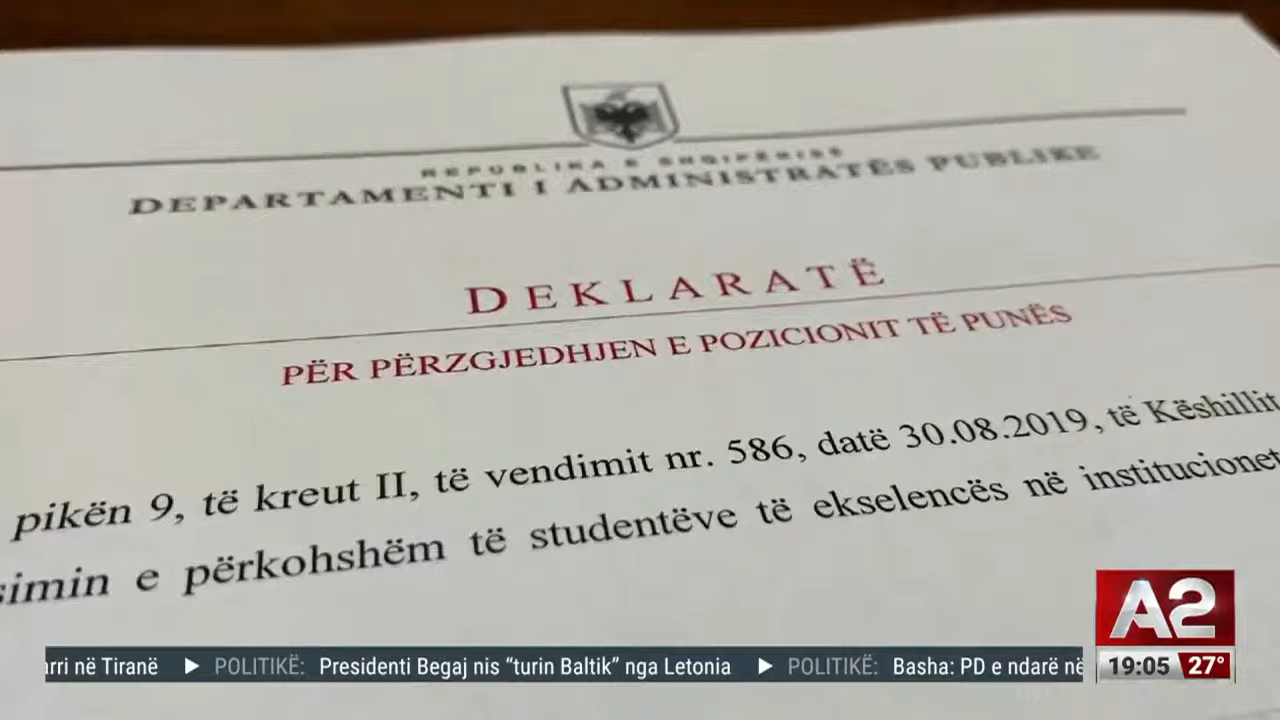 REPUBLIKA E SHQIPËRISË
DEPARTAMENTI I ADMINISTRATËS PUBLIKE
DEKLARATË
PËR PËRZGJEDHJEN E POZICIONIT TË PUNËS
pikën 9, të kreut II, të vendimit nr. 586, datë 30.08.2019, të Këshillit
simin e përkohshëm të studentëve të ekselencës në institucionet
A2
19:05 27°
rri në Tiranë ▶ POLITIKË: Presidenti Begaj nis “turin Baltik” nga Letonia ▶ POLITIKË: Basha: PD e ndarë në